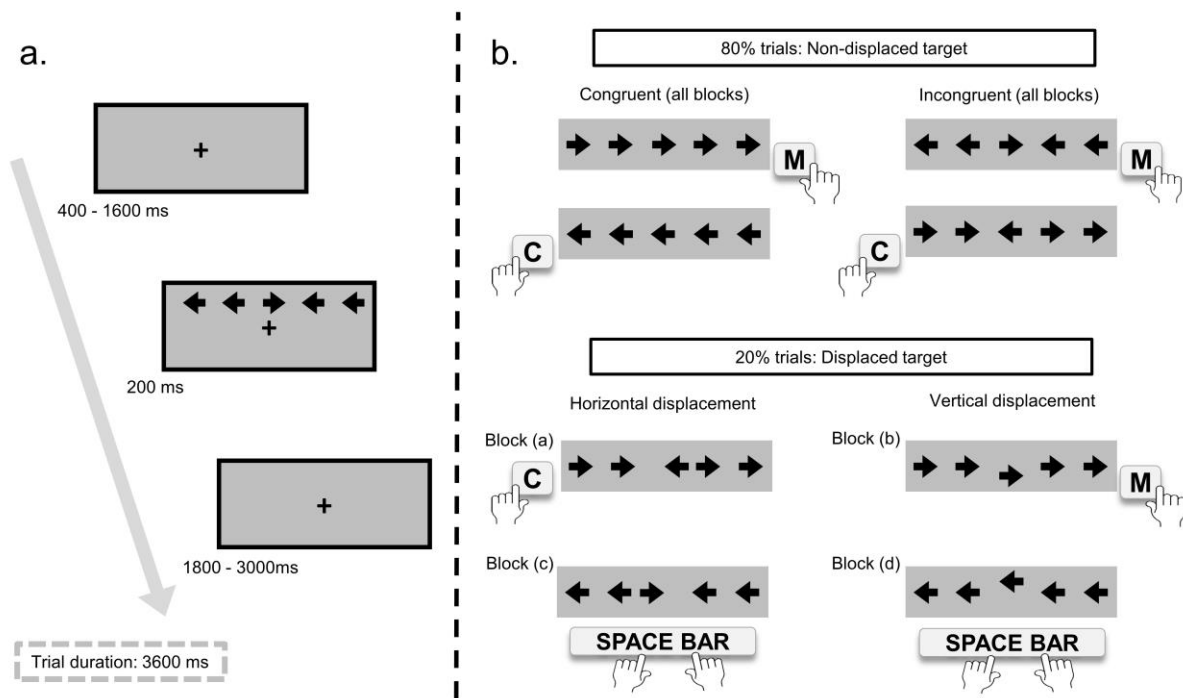 a.
+
400 - 1600 ms
+
200 ms
+
1800 - 3000ms
Trial duration: 3600 ms
b.
80% trials: Non-displaced target
Congruent (all blocks)
Incongruent (all blocks)
M
M
C
C
20% trials: Displaced target
Horizontal displacement
Vertical displacement
Block (a)
C
Block (b)
M
Block (c)
SPACE BAR
Block (d)
SPACE BAR